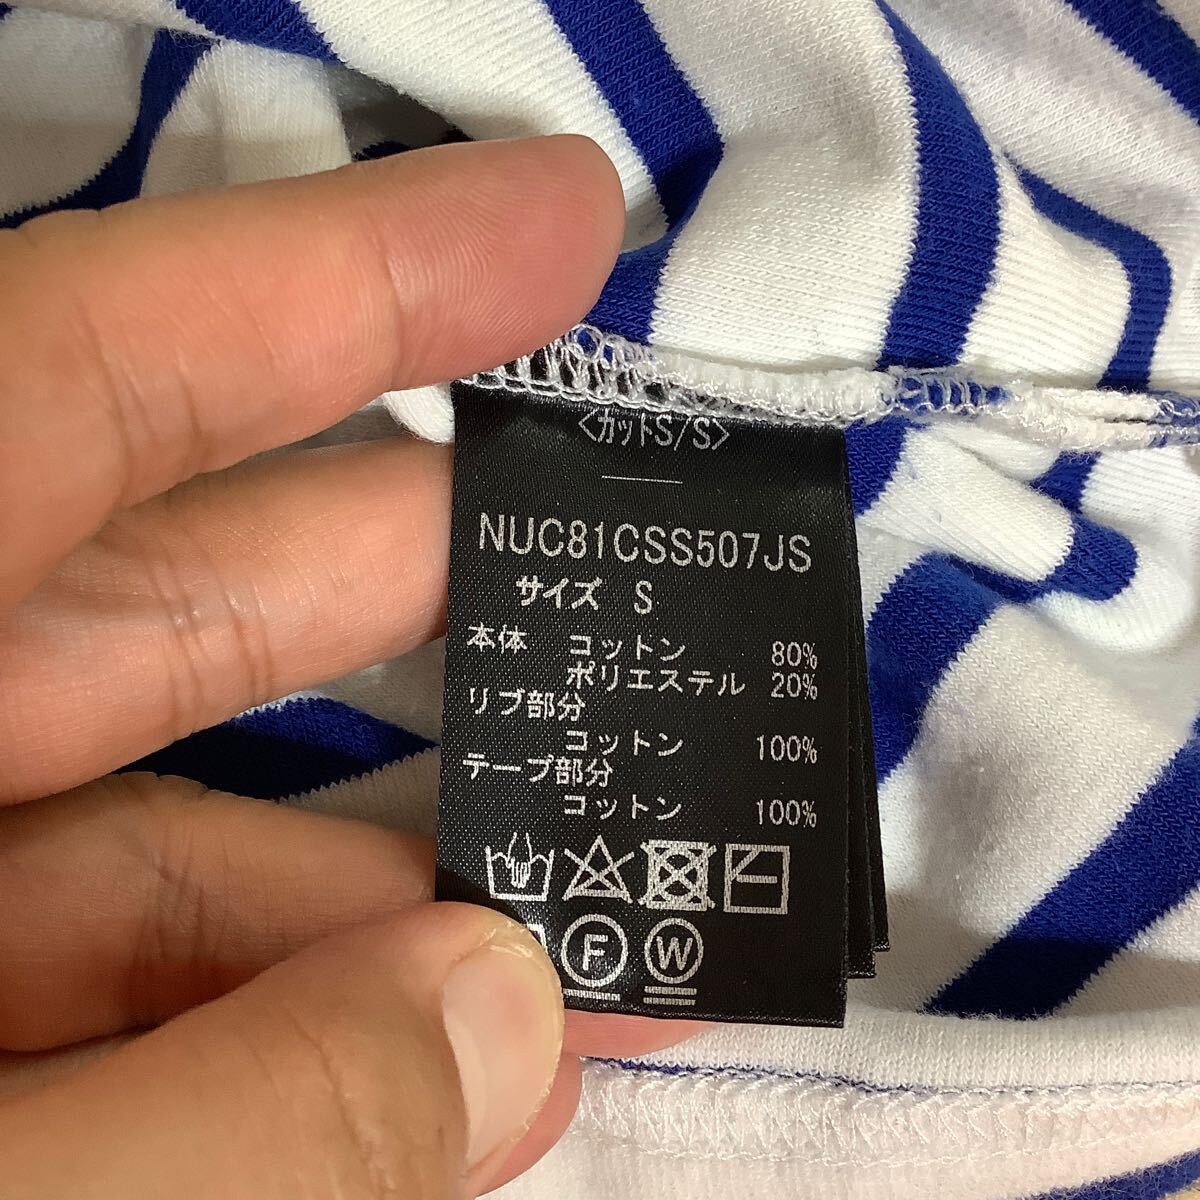 〈カットS/S〉
NUC81CSS507JS
サイズ S
本体 コットン 80%
ポリエステル 20%
リブ部分
コットン 100%
テープ部分
コットン 100%
F W